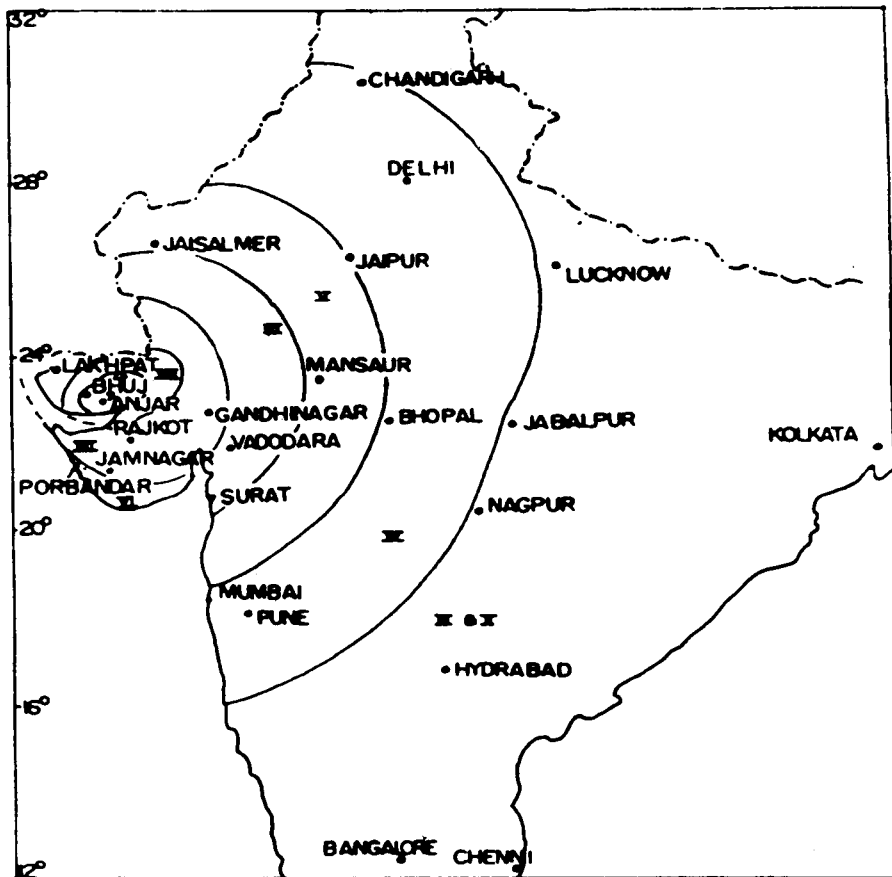 32°
CHANDIGARH
DELHI
28°
JAISALMER
JAIPUR
LUCKNOW
V
24°
LAKHPAT
MANSAUR
BHUJ
ANJAR
GANDHINAGAR
BHOPAL
JABALPUR
RAJKOT
KOLKATA
VADODARA
JAMNAGAR
PORBANDAR
SURAT
VI
NAGPUR
20°
MUMBAI
PUNE
HYDRABAD
16°
BANGALORE
CHENNI
12°